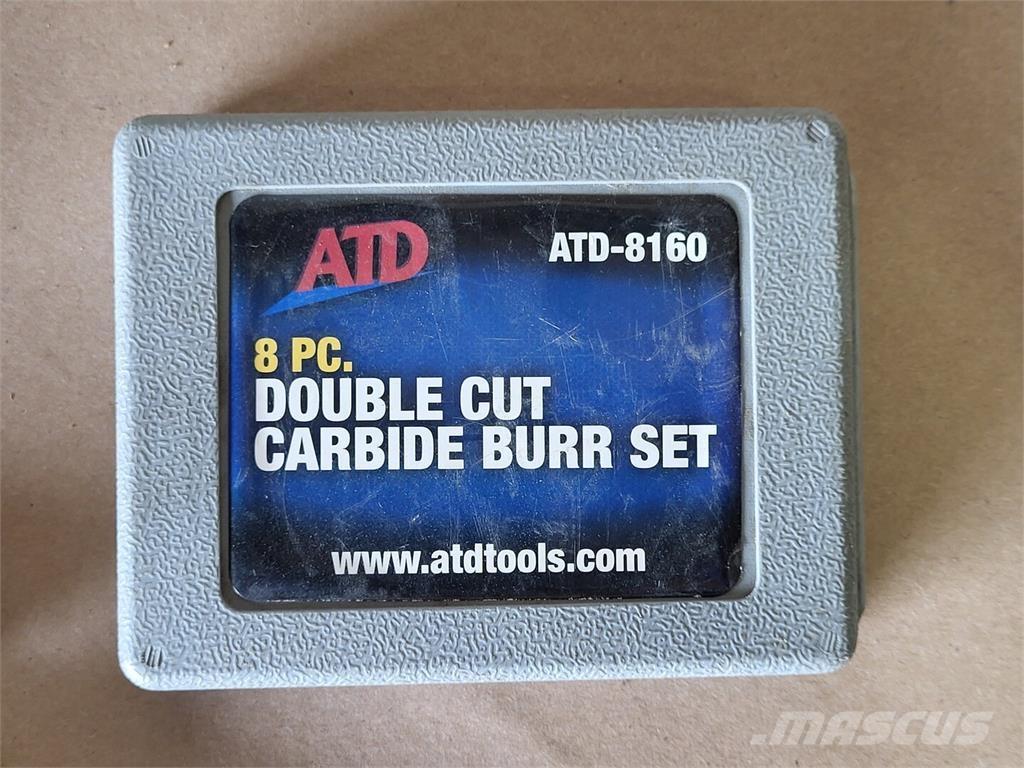 ATD
ATD-8160
8 PC.
DOUBLE CUT
CARBIDE BURR SET
www.atdtools.com
MASCUS